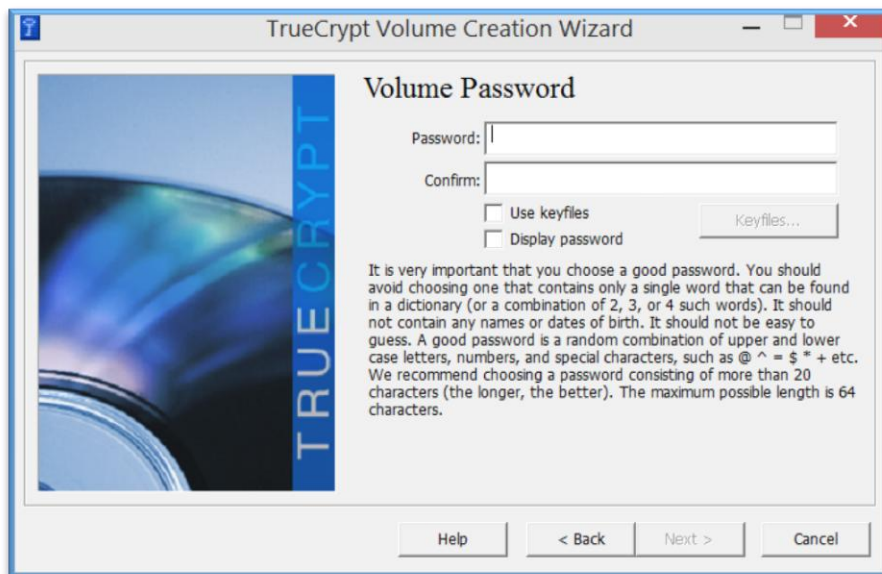 TrueCrypt Volume Creation Wizard
TRUECRYPT
Volume Password
Password:
Confirm:
Use keyfiles
Keyfiles...
Display password
It is very important that you choose a good password. You should
avoid choosing one that contains only a single word that can be found
in a dictionary (or a combination of 2, 3, or 4 such words). It should
not contain any names or dates of birth. It should not be easy to
guess. A good password is a random combination of upper and lower
case letters, numbers, and special characters, such as @ ^ = $ * + etc.
We recommend choosing a password consisting of more than 20
characters (the longer, the better). The maximum possible length is 64
characters.
Help
< Back
Next >
Cancel